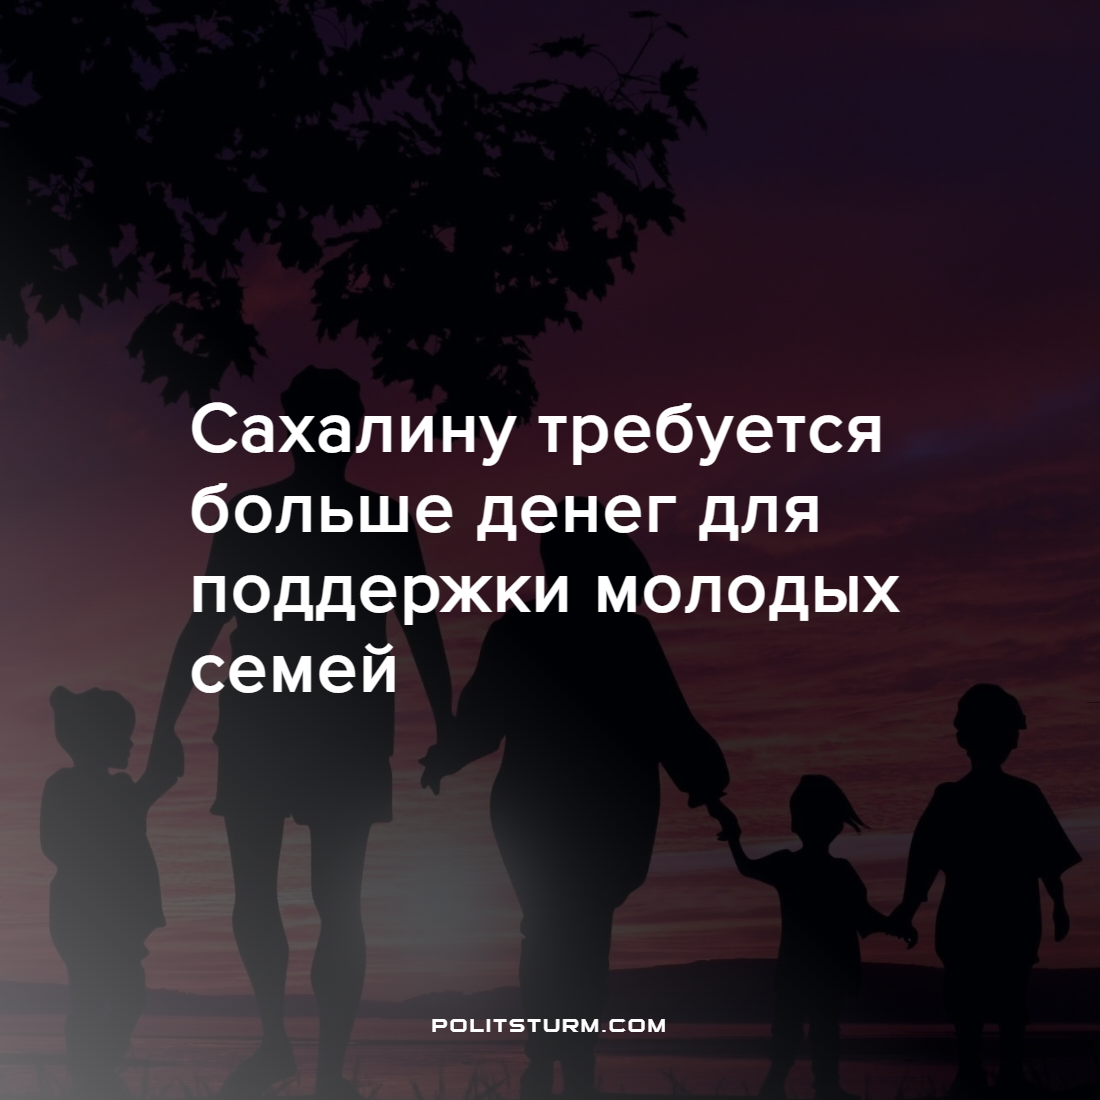 Сахалину требуется
больше денег для
поддержки молодых
семей
POLITSTURM.COM